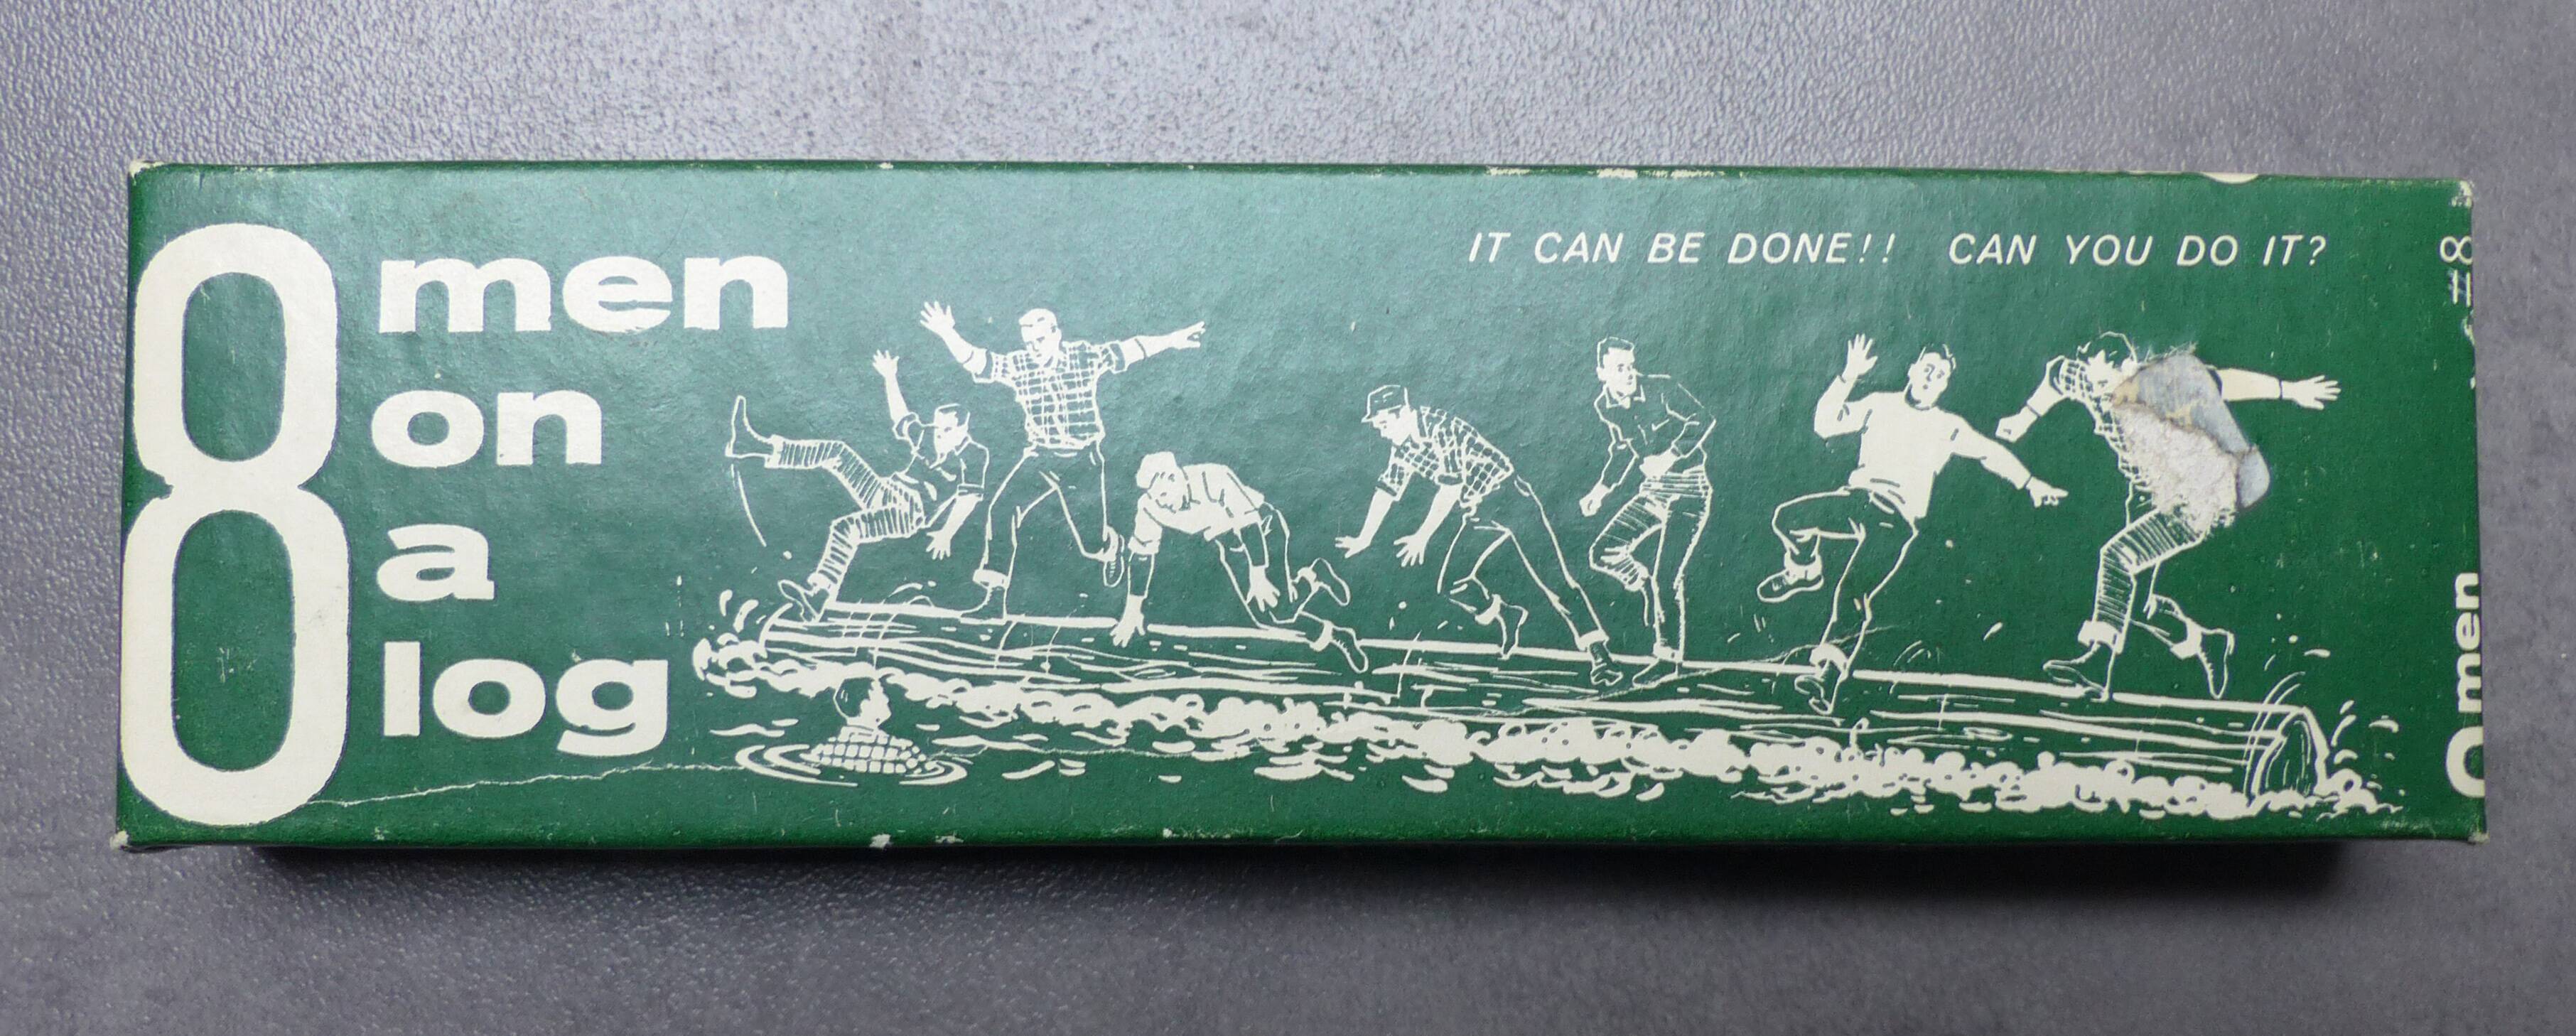 8 men
on
a
log
IT CAN BE DONE!! CAN YOU DO IT?
men